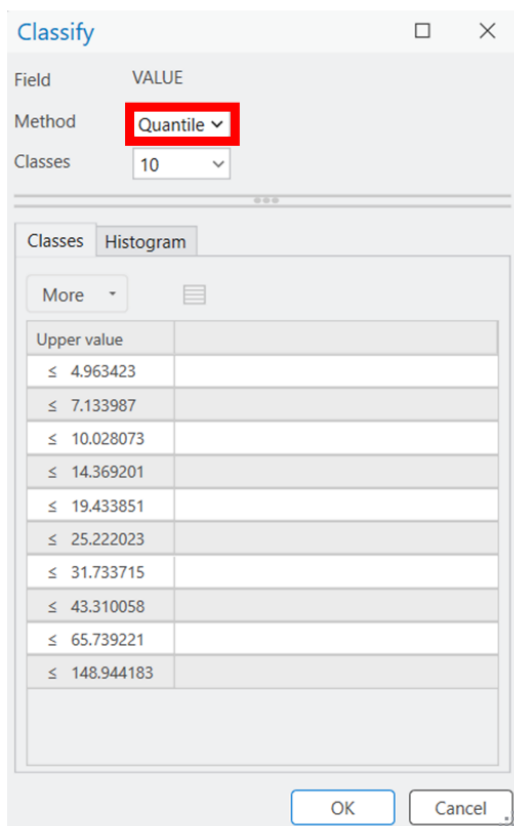 Classify
Field VALUE
Method Quantile
Classes 10
Classes Histogram
More
Upper value
≤ 4.963423
≤ 7.133987
≤ 10.028073
≤ 14.369201
≤ 19.433851
≤ 25.222023
≤ 31.733715
≤ 43.310058
≤ 65.739221
≤ 148.944183
OK Cancel